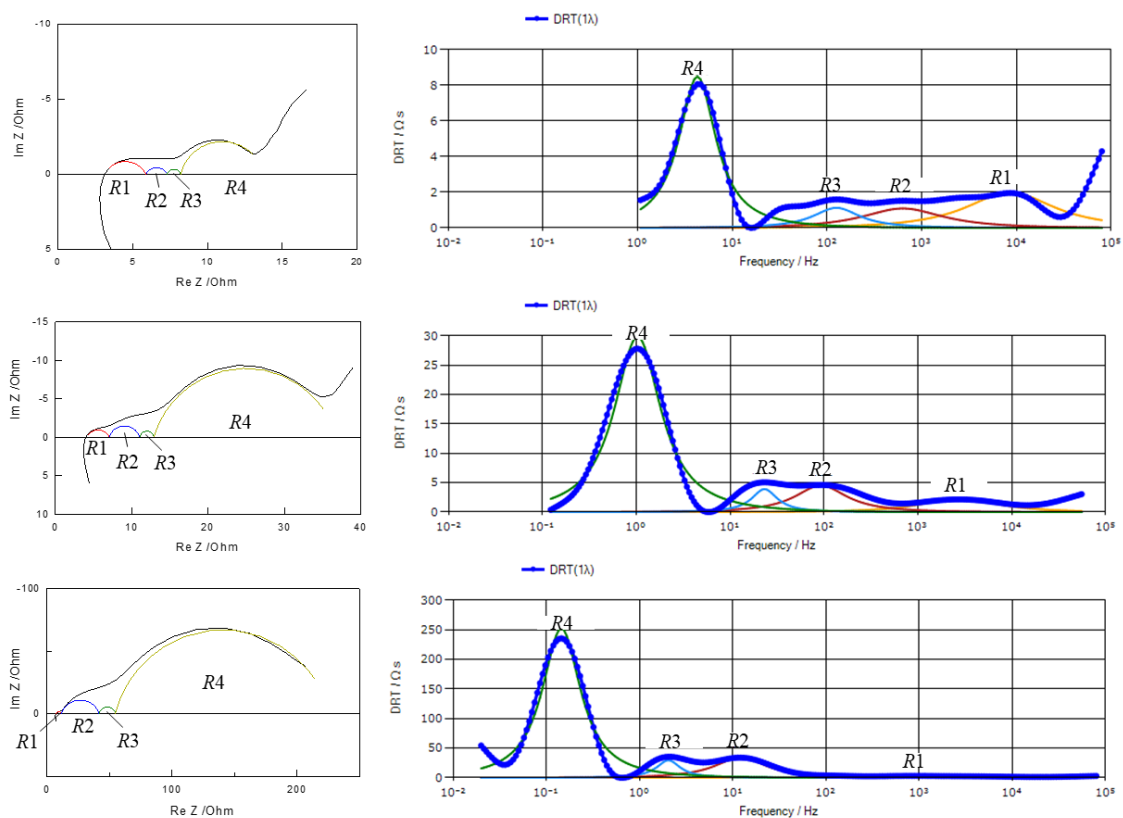 -10
-5
0
5
Im Z /Ohm
R1
R2
R3
R4
0
5
10
15
20
Re Z /Ohm
DRT(1λ)
10
8
6
4
2
0
DRT / Ω s
R4
R3
R2
R1
10⁻²
10⁻¹
10⁰
10¹
10²
10³
10⁴
10⁵
Frequency / Hz
-15
-10
-5
0
5
10
Im Z /Ohm
R1
R2
R3
R4
0
10
20
30
40
Re Z /Ohm
DRT(1λ)
30
25
20
15
10
5
0
DRT / Ω s
R4
R3
R2
R1
10⁻²
10⁻¹
10⁰
10¹
10²
10³
10⁴
10⁵
Frequency / Hz
-100
0
Im Z /Ohm
R1
R2
R3
R4
0
100
200
Re Z /Ohm
DRT(1λ)
300
250
200
150
100
50
0
DRT / Ω s
R4
R3
R2
R1
10⁻²
10⁻¹
10⁰
10¹
10²
10³
10⁴
10⁵
Frequency / Hz